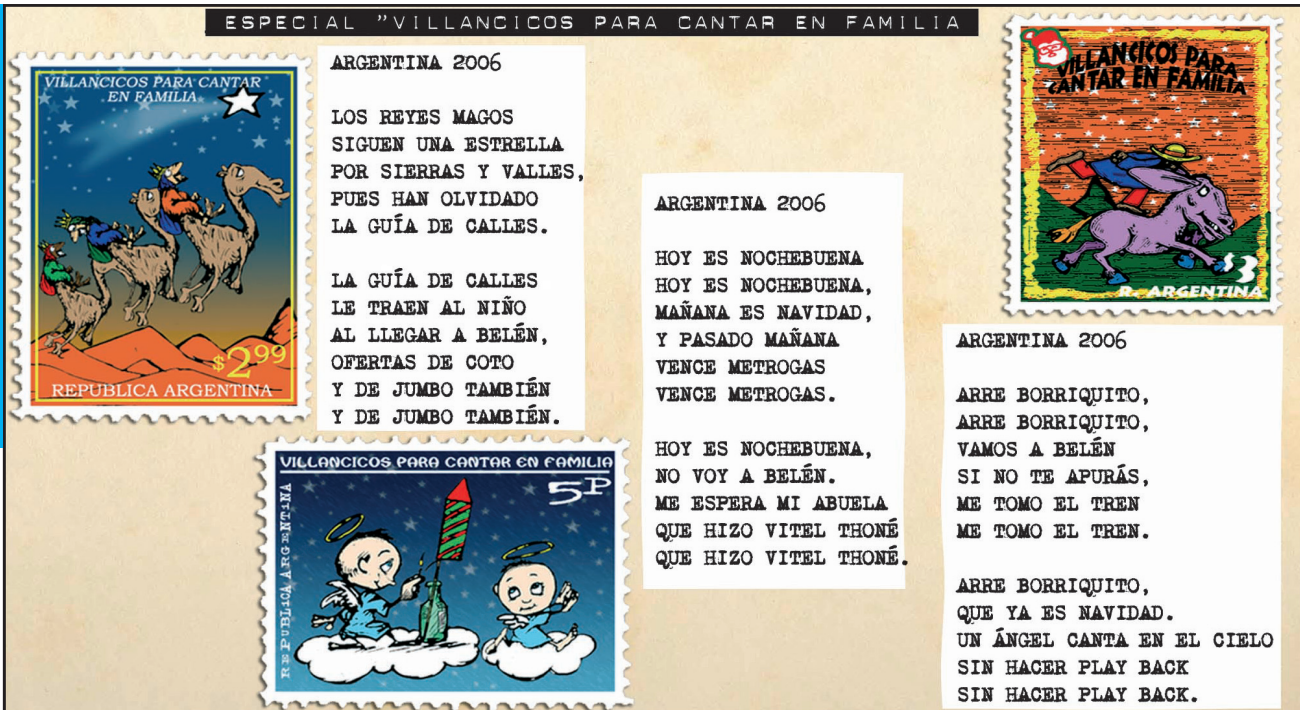 ESPECIAL "VILLANCICOS PARA CANTAR EN FAMILIA
VILLANCICOS PARA CANTAR
EN FAMILIA
$2.99
REPUBLICA ARGENTINA
ARGENTINA 2006
LOS REYES MAGOS
SIGUEN UNA ESTRELLA
POR SIERRAS Y VALLES,
PUES HAN OLVIDADO
LA GUÍA DE CALLES.
LA GUÍA DE CALLES
LE TRAEN AL NIÑO
AL LLEGAR A BELÉN,
OFERTAS DE COTO
Y DE JUMBO TAMBIÉN
Y DE JUMBO TAMBIÉN.
VILLANCICOS PARA CANTAR EN FAMILIA
5P
REPUBLICA ARGENTINA
ARGENTINA 2006
HOY ES NOCHEBUENA
HOY ES NOCHEBUENA,
MAÑANA ES NAVIDAD,
Y PASADO MAÑANA
VENCE METROGAS
VENCE METROGAS.
HOY ES NOCHEBUENA,
NO VOY A BELÉN.
ME ESPERA MI ABUELA
QUE HIZO VITEL THONÉ
QUE HIZO VITEL THONÉ.
VILLANCICOS PARA
CANTAR EN FAMILIA
$3
R. ARGENTINA
ARGENTINA 2006
ARRE BORRIQUITO,
ARRE BORRIQUITO,
VAMOS A BELÉN
SI NO TE APURÁS,
ME TOMO EL TREN
ME TOMO EL TREN.
ARRE BORRIQUITO,
QUE YA ES NAVIDAD.
UN ÁNGEL CANTA EN EL CIELO
SIN HACER PLAY BACK
SIN HACER PLAY BACK.